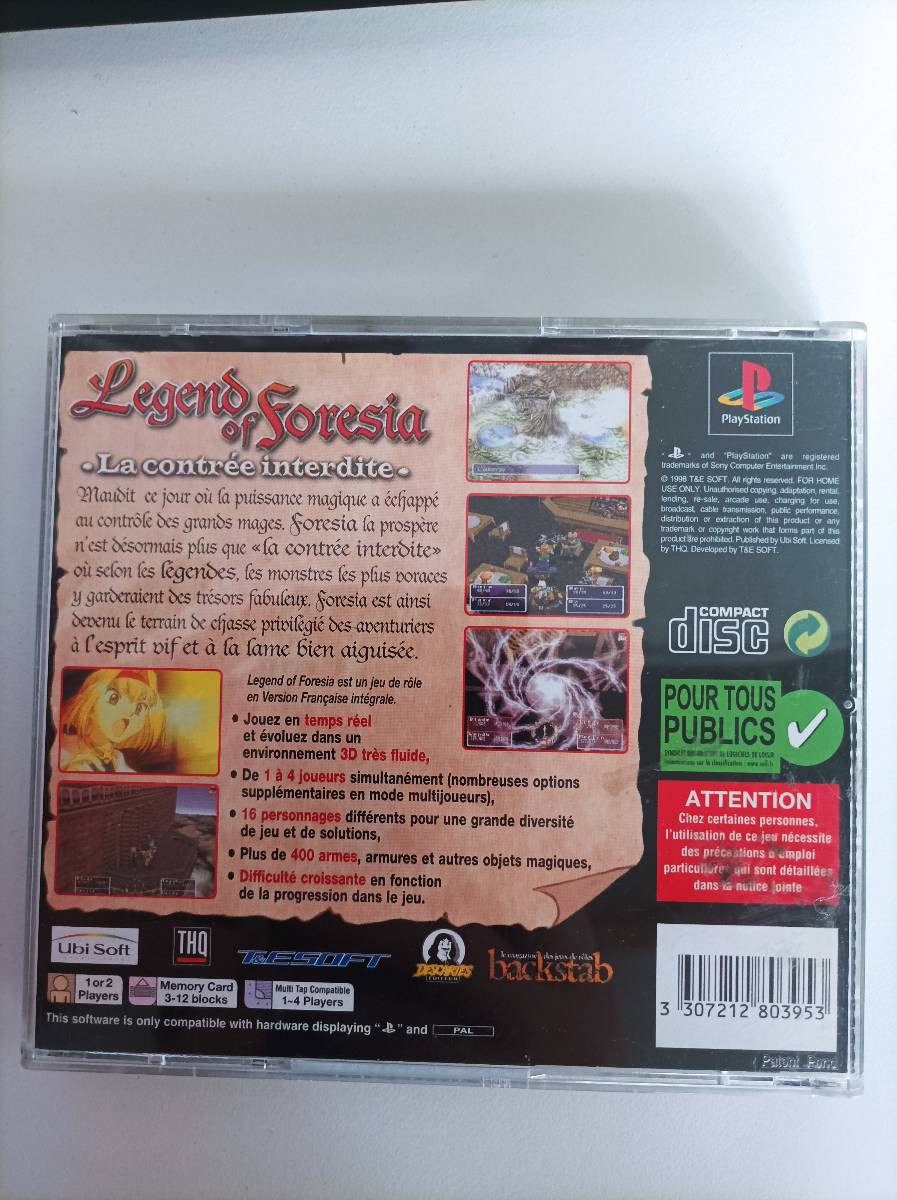 Legend
of Foresia
-La contrée interdite-
Maudit ce jour où la puissance magique a échappé
au contrôle des grands mages. Foresia la prospère
n'est désormais plus que «la contrée interdite»
où selon les légendes, les monstres les plus voraces
y garderaient des trésors fabuleux. Foresia est ainsi
devenu le terrain de chasse privilégié des aventuriers
à l'esprit vif et à la lame bien aiguisée.
Legend of Foresia est un jeu de rôle
en Version Française intégrale.
• Jouez en temps réel
et évoluez dans un
environnement 3D très fluide,
• De 1 à 4 joueurs simultanément (nombreuses options
supplémentaires en mode multijoueurs),
• 16 personnages différents pour une grande diversité
de jeu et de solutions,
• Plus de 400 armes, armures et autres objets magiques,
• Difficulté croissante en fonction
de la progression dans le jeu.
PlayStation
" " and "PlayStation" are registered
trademarks of Sony Computer Entertainment Inc.
© 1998 T&E SOFT. All rights reserved. FOR HOME
USE ONLY. Unauthorised copying, adaptation, rental,
lending, re-sale, arcade use, charging for use,
broadcast, cable transmission, public performance,
distribution or extraction of this product or any
trademark or copyright work that forms part of this
product are prohibited. Published by Ubi Soft. Licensed
by THQ. Developed by T&E SOFT.
COMPACT
disc
POUR TOUS
PUBLICS
ATTENTION
Chez certaines personnes,
l'utilisation de ce jeu nécessite
des précautions d'emploi
particulières qui sont détaillées
dans la notice jointe
Ubi Soft
THQ
T&ESOFT
DESCARTES
EDITEUR
le magazine des jeux de rôles
backstab
1 or 2
Players
Memory Card
3-12 blocks
Multi Tap Compatible
1~4 Players
This software is only compatible with hardware displaying " " and PAL
3 307212 803953